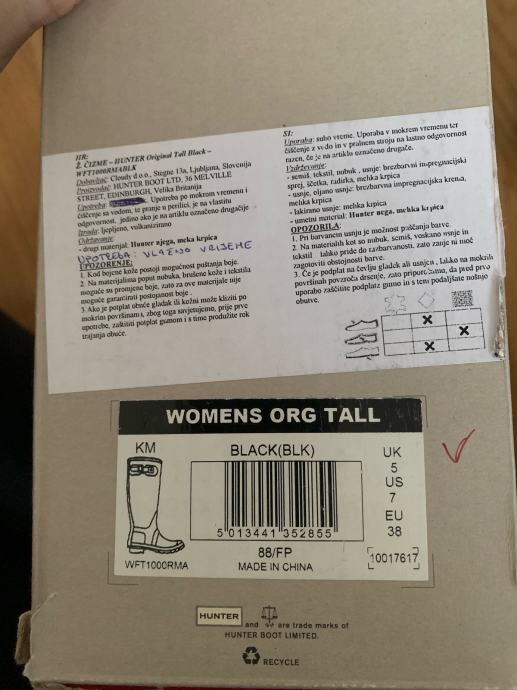 HR:
Ž. ČIZME – HUNTER Original Tall Black –
WFT1000RMABLK
Dobavljač: Cloudy d.o.o., Stegne 13a, Ljubljana, Slovenija
Proizvođač: HUNTER BOOT LTD, 36 MELVILLE
STREET, EDINBURGH, Velika Britanija
Upotreba: Upotreba po mokrem vremenu i
čišćenje sa vodom, te pranje u perilici, je na vlastitu
odgovornost, jedino ako je na artiklu označeno drugačije
Izrada: ljepljeno, vulkanizirano
Održavanje:
- drugi materijal: Hunter njega, meka krpica
UPOTREBA: VLAŽNO VRIJEME
UPOZORENJE:
1. Kod bojene kože postoji mogućnost puštanja boje.
2. Na materijalima poput nubuka, brušene kože i tekstila
moguće su promjene boje, zato za ove materijale nije
moguće garantirati postojanost boje.
3. Ako je potplat obuće gladak ili kožni može kliziti po
mokrim površinama, zbog toga savjetujemo, prije prve
upotrebe, zaštiti potplat gumom i s time produžite rok
trajanja obuće.
SI:
Uporaba: suho vreme. Uporaba v mokrem vremenu ter
čiščenje z vodo in v pralnem stroju na lastno odgovornost
razen, če je na artiklu označeno drugače.
Vzdrževanje:
- semiš, tekstil, nubuk, usnje: brezbarvni impregnacijski
sprej, ščetka, radirka, mehka krpica
- usnje, oljano usnje: brezbarvna impregnacijska krema,
mehka krpica
- lakirano usnje: mehka krpica
- umetni material: Hunter nega, mehka krpica
OPOZORILA:
1. Pri barvanem usnju je možnost puščanja barve.
2. Na materialih kot so nubuk, semiš, voskano usnje in
tekstil lahko pride do razbarvanosti, zato zanje ni moč
zagotoviti obstojnosti barve.
3. Če je podplat na čevlju gladek ali usnjen, lahko na mokrih
površinah povzroča drsenje, zato priporočamo, da pred prvo
uporabo zaščitite podplatz gumo in s tem podaljšate nošnjo
obutve.
WOMENS ORG TALL
KM
BLACK(BLK)
UK
5
US
7
EU
38
5 013441 352855
88/FP
WFT1000RMA
MADE IN CHINA
10017617
HUNTER and are trade marks of
HUNTER BOOT LIMITED.
RECYCLE